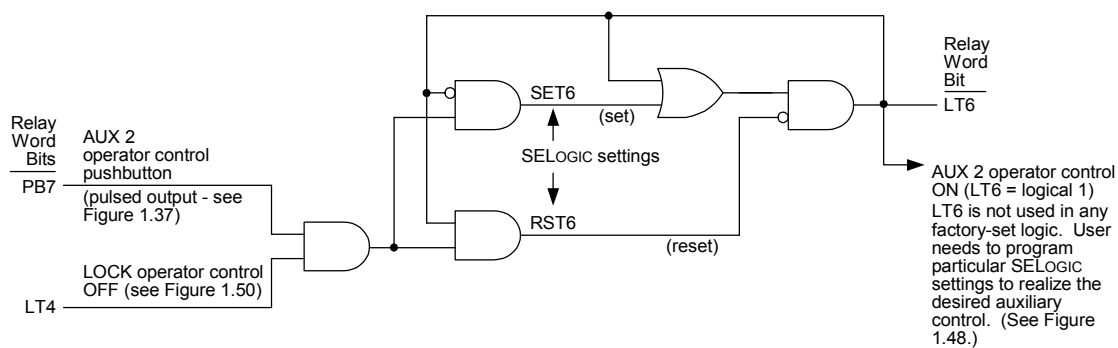 Relay
Word
Bits
PB7
AUX 2
operator control
pushbutton
(pulsed output - see
Figure 1.37)
LOCK operator control
OFF (see Figure 1.50)
LT4
SET6
(set)
SELOGIC settings
RST6
(reset)
Relay
Word
Bit
LT6
AUX 2 operator control
ON (LT6 = logical 1)
LT6 is not used in any
factory-set logic. User
needs to program
particular SELOGIC
settings to realize the
desired auxiliary
control. (See Figure
1.48.)